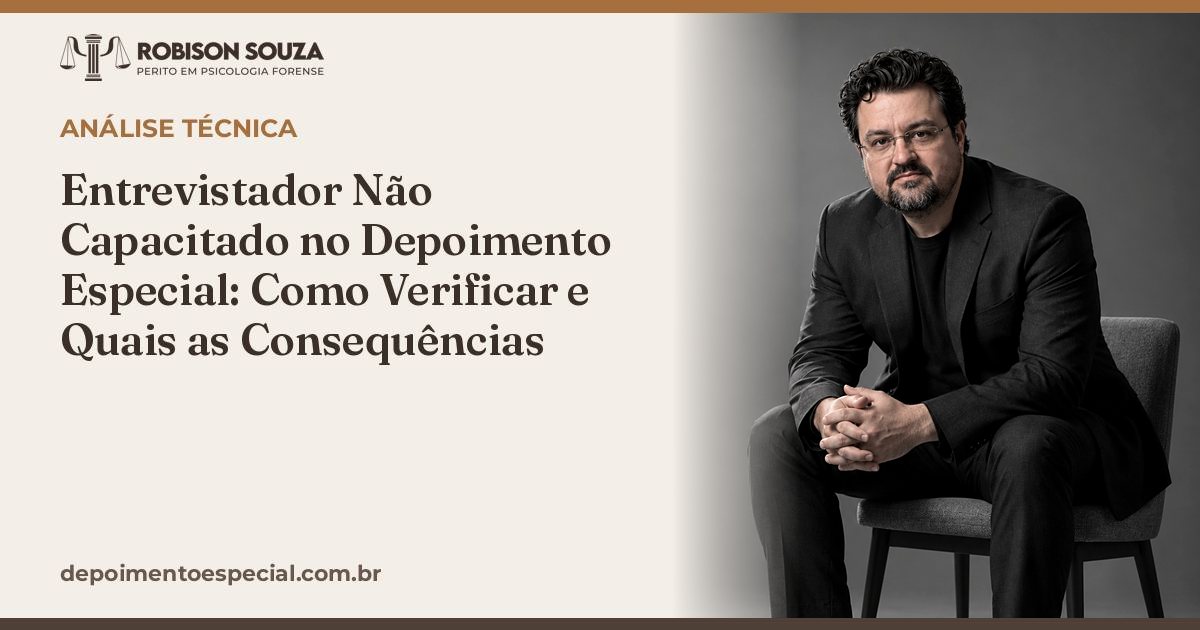 ROBISON SOUZA
PERITO EM PSICOLOGIA FORENSE
ANÁLISE TÉCNICA
Entrevistador Não
Capacitado no Depoimento
Especial: Como Verificar e
Quais as Consequências
depoimentoespecial.com.br